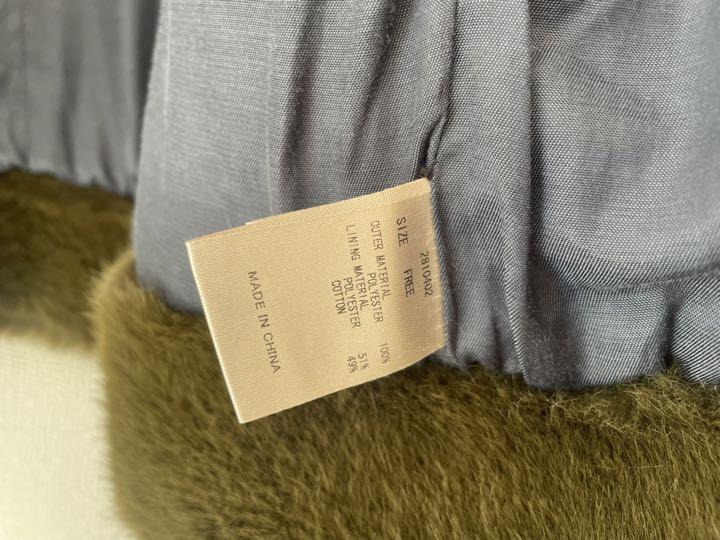 2810402
SIZE FREE
OUTER MATERIAL
POLYESTER 100%
LINING MATERIAL
POLYESTER 51%
COTTON 49%
MADE IN CHINA